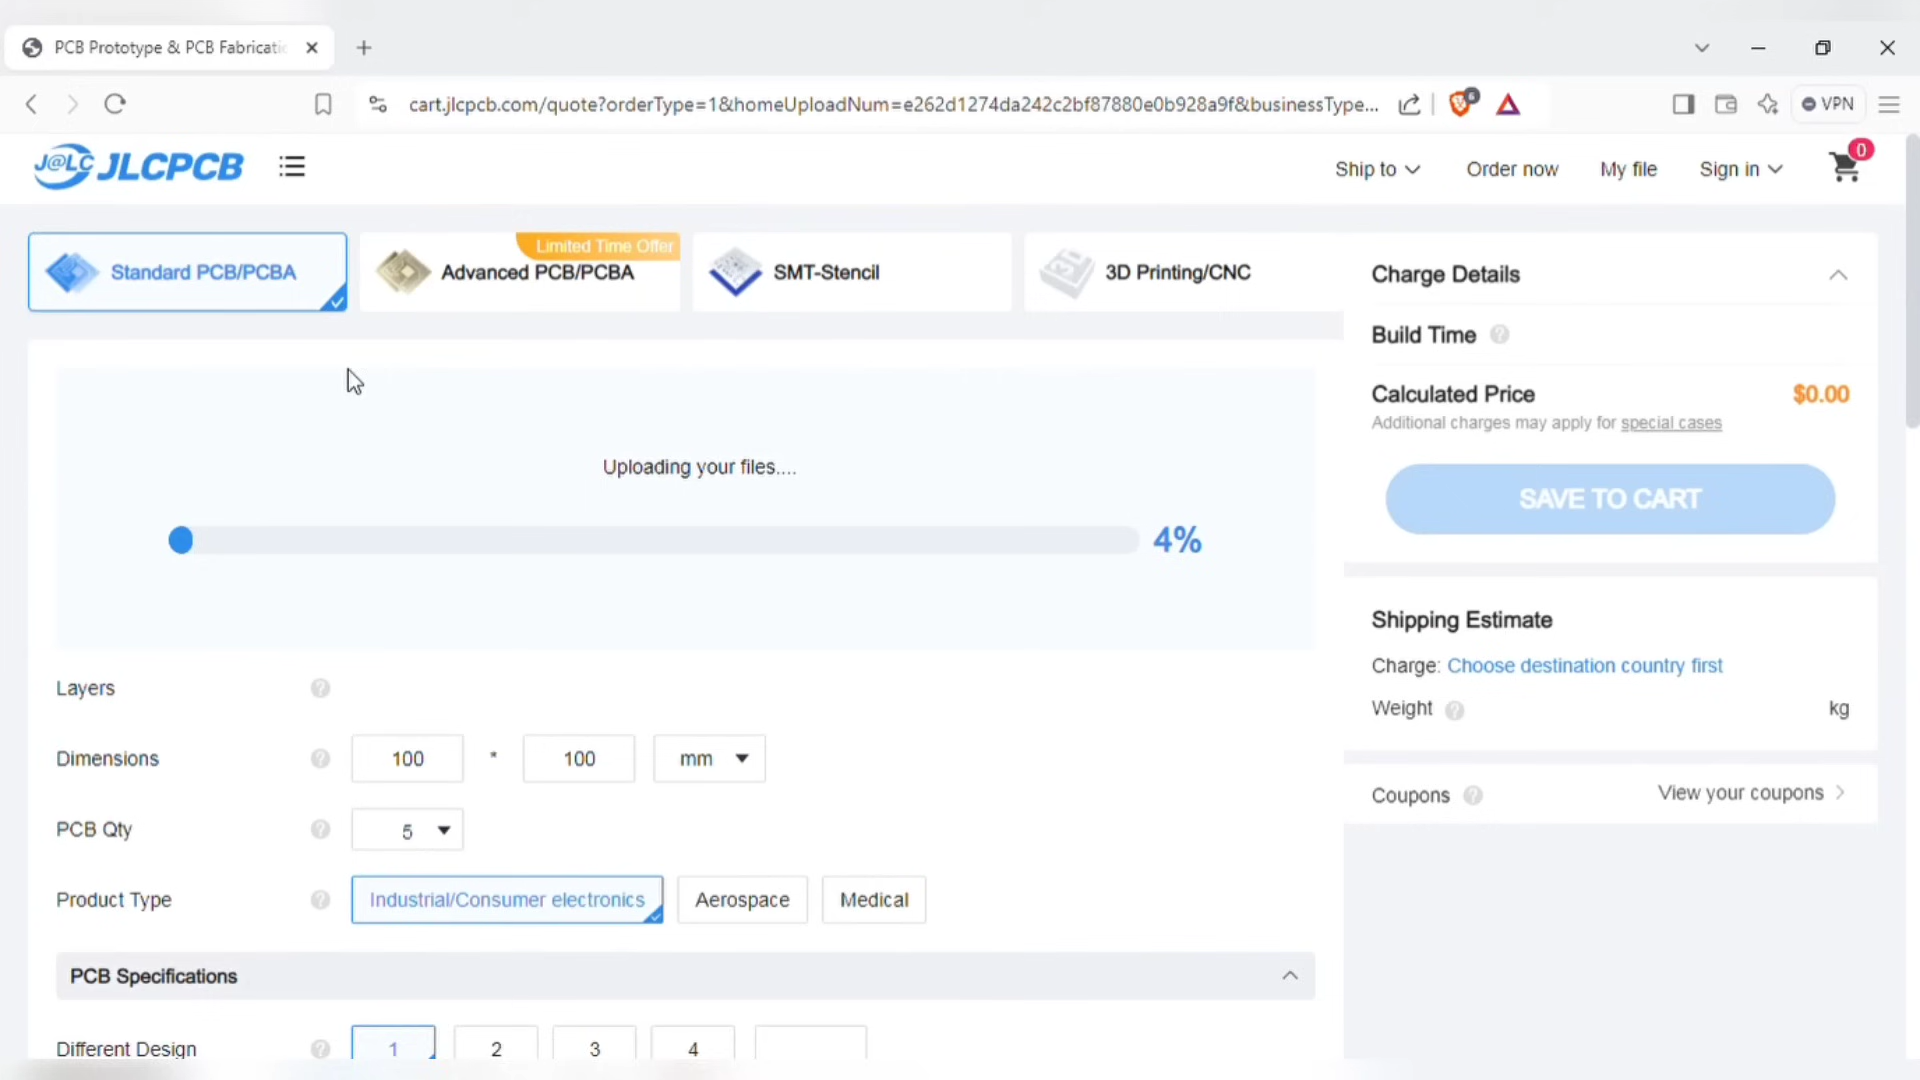 PCB Prototype & PCB Fabricati
cart.jlcpcb.com/quote?orderType=1&homeUploadNum=e262d1274da242c2bf87880e0b928a9f&businessType...
6
VPN
J@LC JLCPCB
Ship to
Order now
My file
Sign in
0
Standard PCB/PCBA
Limited Time Offer
Advanced PCB/PCBA
SMT-Stencil
3D Printing/CNC
Uploading your files....
4%
Layers
Dimensions
100 * 100 mm
PCB Qty
5
Product Type
Industrial/Consumer electronics
Aerospace
Medical
PCB Specifications
Different Design
1 2 3 4
Charge Details
Build Time
Calculated Price $0.00
Additional charges may apply for special cases
SAVE TO CART
Shipping Estimate
Charge: Choose destination country first
Weight kg
Coupons View your coupons